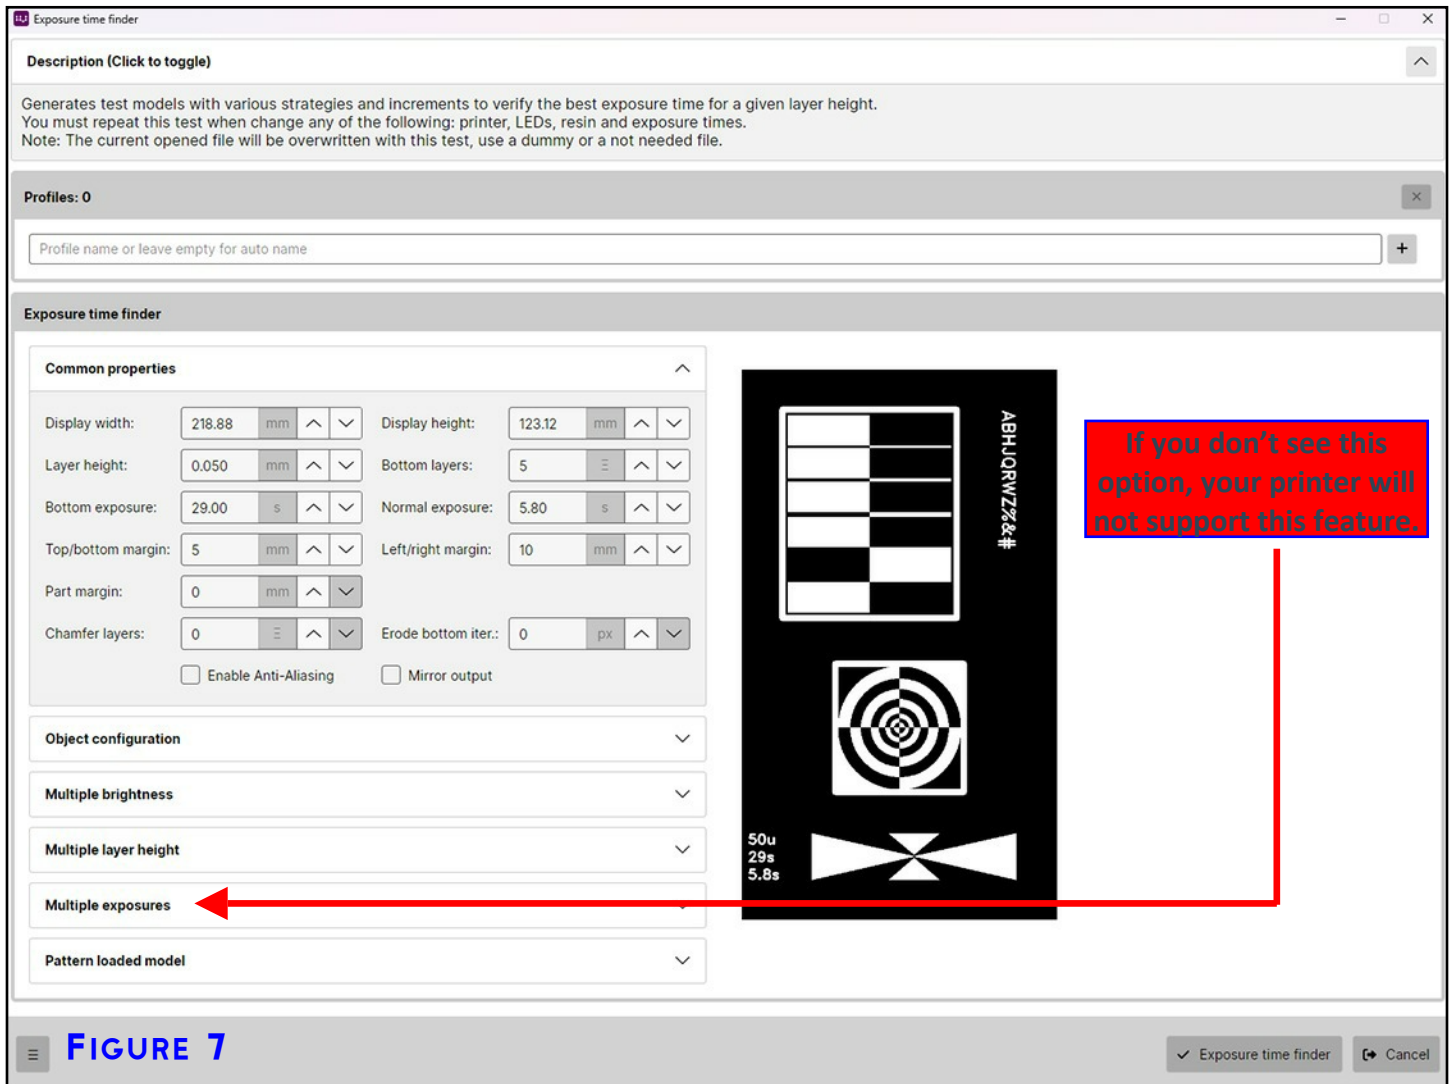 Exposure time finder
Description (Click to toggle)
Generates test models with various strategies and increments to verify the best exposure time for a given layer height.
You must repeat this test when change any of the following: printer, LEDs, resin and exposure times.
Note: The current opened file will be overwritten with this test, use a dummy or a not needed file.
Profiles: 0
Profile name or leave empty for auto name
+
Exposure time finder
Common properties
Display width: 218.88 mm Display height: 123.12 mm
Layer height: 0.050 mm Bottom layers: 5
Bottom exposure: 29.00 s Normal exposure: 5.80 s
Top/bottom margin: 5 mm Left/right margin: 10 mm
Part margin: 0 mm
Chamfer layers: 0 Erode bottom iter.: 0 px
Enable Anti-Aliasing Mirror output
Object configuration
Multiple brightness
Multiple layer height
Multiple exposures
Pattern loaded model
ABHJQRWZ%&#
50u
29s
5.8s
If you don't see this
option, your printer will
not support this feature.
FIGURE 7
Exposure time finder Cancel